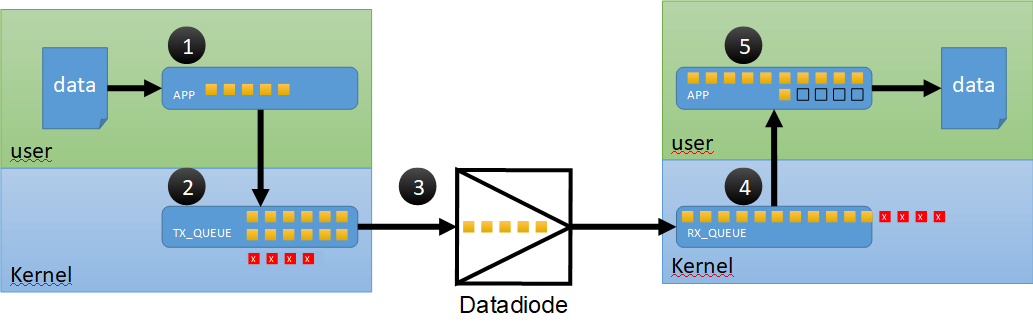 1
data
APP
user
2
TX_QUEUE
x x x x
Kernel
3
Datadiode
5
APP
data
user
4
x x x x
RX_QUEUE
Kernel